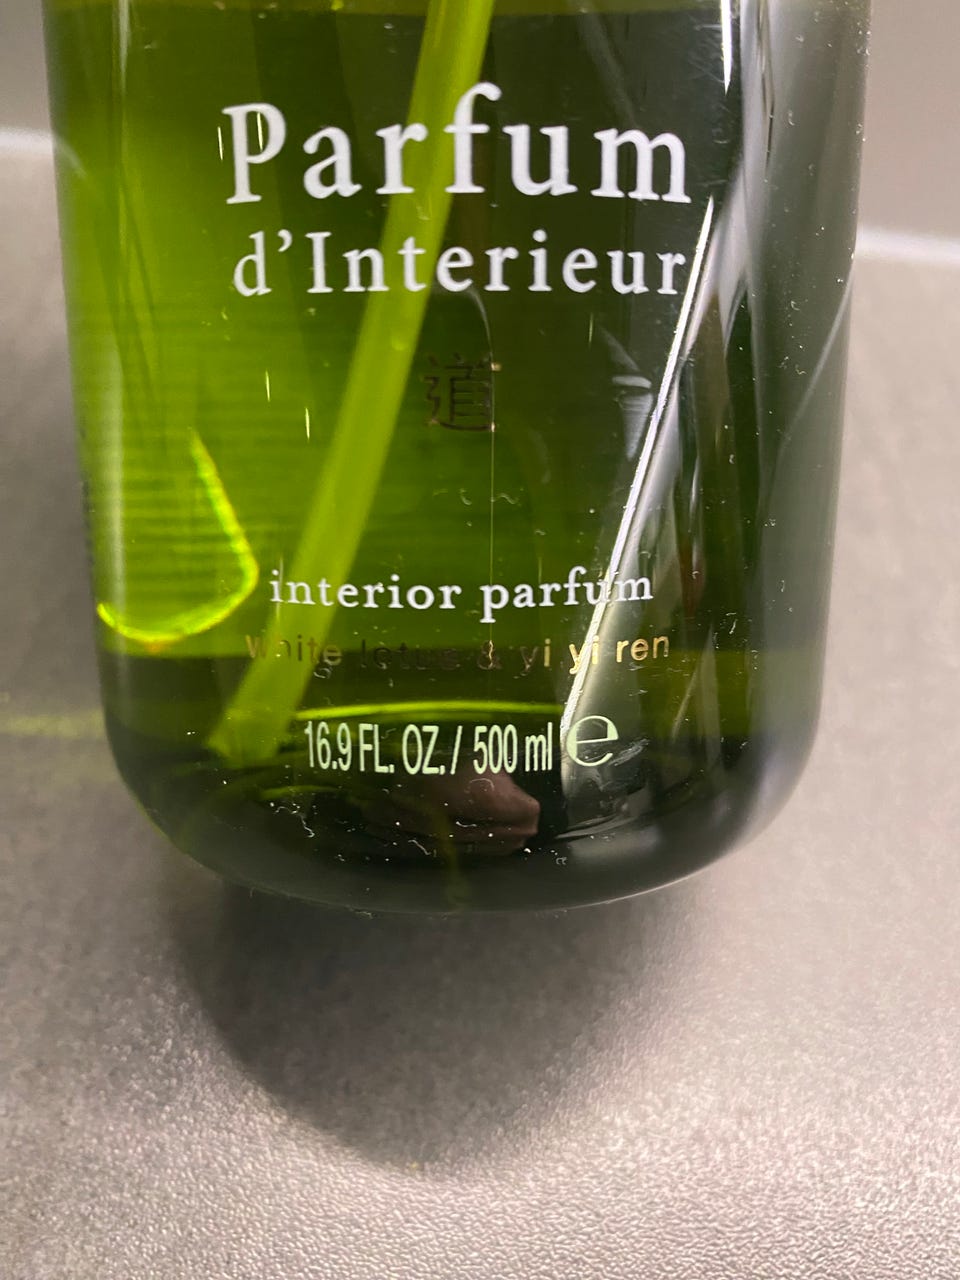 Parfum
d'Interieur
道
interior parfum
white lotus & yi yi ren
16.9 FL. OZ. / 500 ml ℮